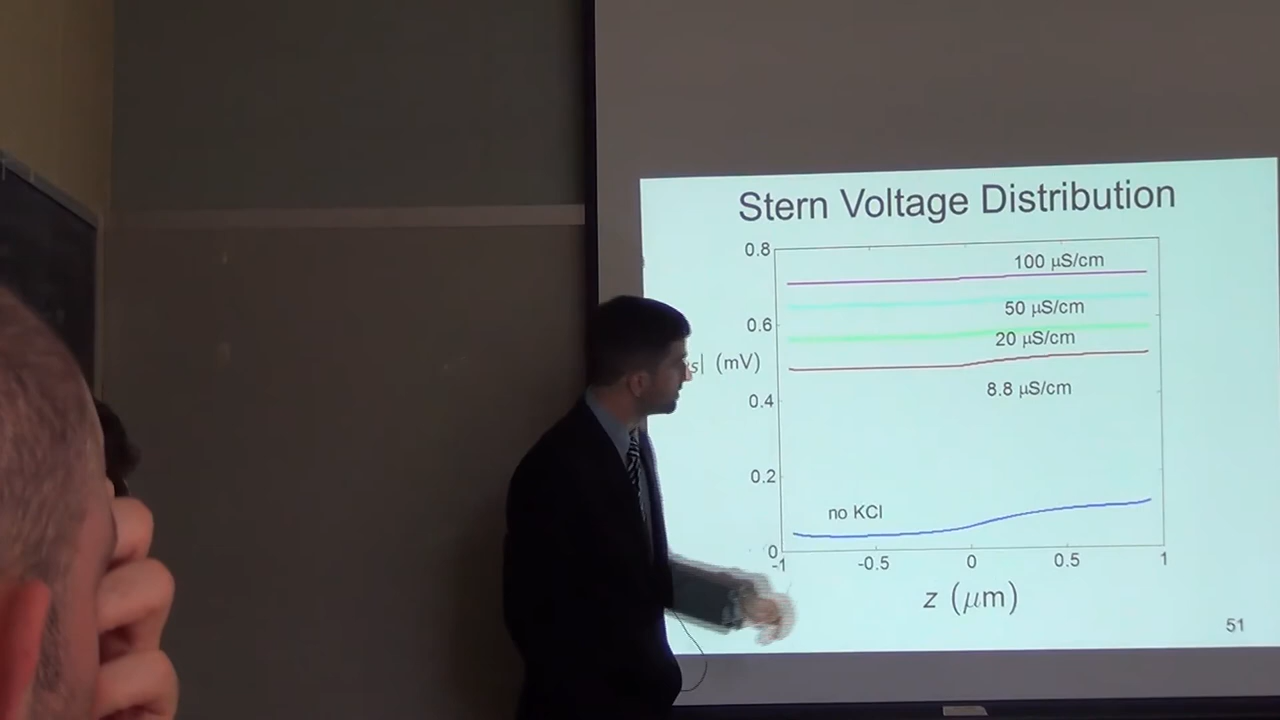 Stern Voltage Distribution
0.8
100 μS/cm
50 μS/cm
0.6
20 μS/cm
s| (mV)
8.8 μS/cm
0.4
0.2
no KCl
0
-1
-0.5
0
0.5
1
z (μm)
51